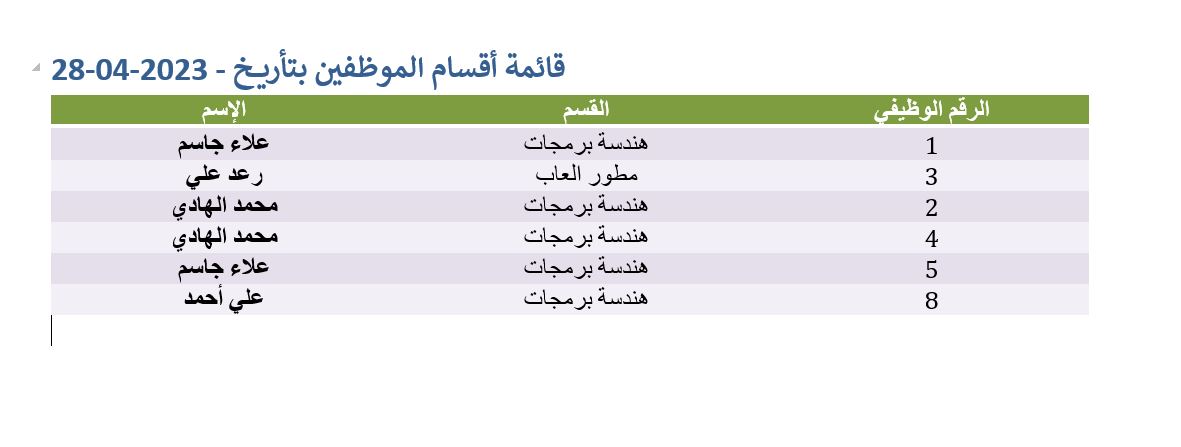 قائمة أقسام الموظفين بتأريخ - 2023-04-28
الرقم الوظيفي القسم الإسم
1 هندسة برمجات علاء جاسم
3 مطور العاب رعد علي
2 هندسة برمجات محمد الهادي
4 هندسة برمجات محمد الهادي
5 هندسة برمجات علاء جاسم
8 هندسة برمجات علي أحمد